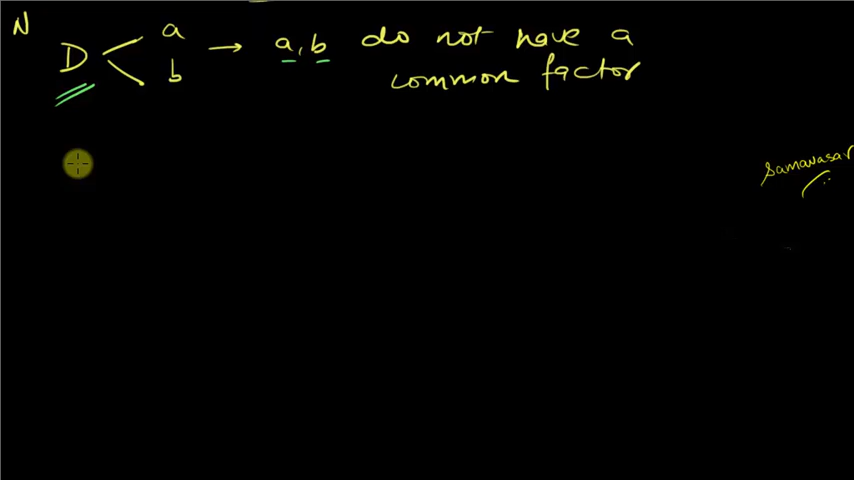 N
D < a → a, b do not have a
b common factor
Samavasar